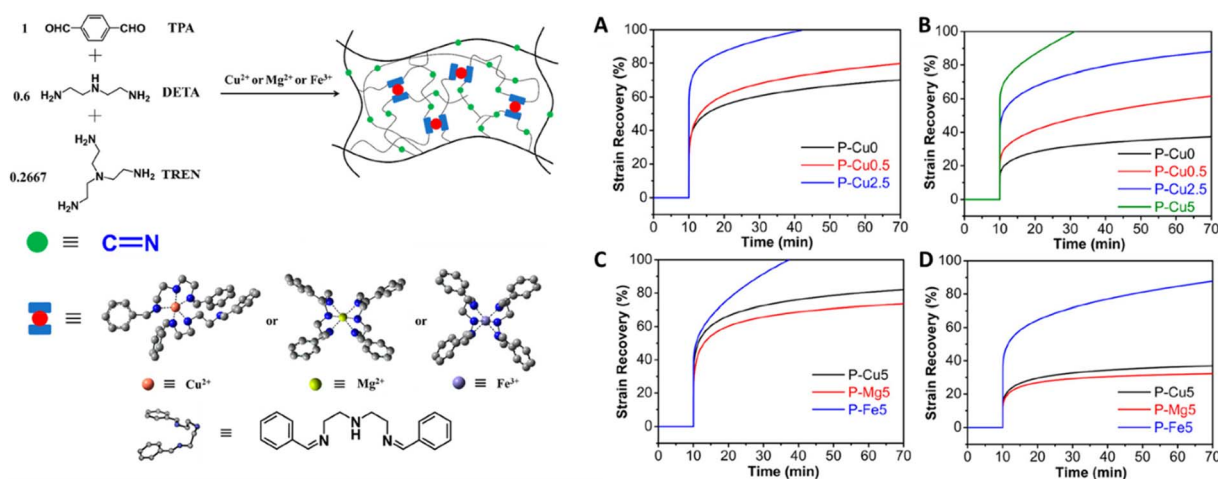 1 OHC CHO TPA
+
0.6 H₂N H N NH₂ DETA
Cu²⁺ or Mg²⁺ or Fe³⁺
+
NH₂
0.2667 N NH₂ TREN
H₂N
≡ C=N
≡ or or
≡ Cu²⁺ ≡ Mg²⁺ ≡ Fe³⁺
≡ N N H N
A
Strain Recovery (%)
100
80
60
40
20
0
P-Cu0
P-Cu0.5
P-Cu2.5
0 10 20 30 40 50 60 70
Time (min)
B
Strain Recovery (%)
100
80
60
40
20
0
P-Cu0
P-Cu0.5
P-Cu2.5
P-Cu5
0 10 20 30 40 50 60 70
Time (min)
C
Strain Recovery (%)
100
80
60
40
20
0
P-Cu5
P-Mg5
P-Fe5
0 10 20 30 40 50 60 70
Time (min)
D
Strain Recovery (%)
100
80
60
40
20
0
P-Cu5
P-Mg5
P-Fe5
0 10 20 30 40 50 60 70
Time (min)